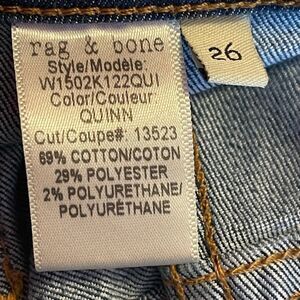 rag & bone
Style/Modèle:
W1502K122QUI
Color/Couleur:
QUINN
Cut/Coupe#: 13523
69% COTTON/COTON
29% POLYESTER
2% POLYURETHANE/
POLYURÉTHANE
26